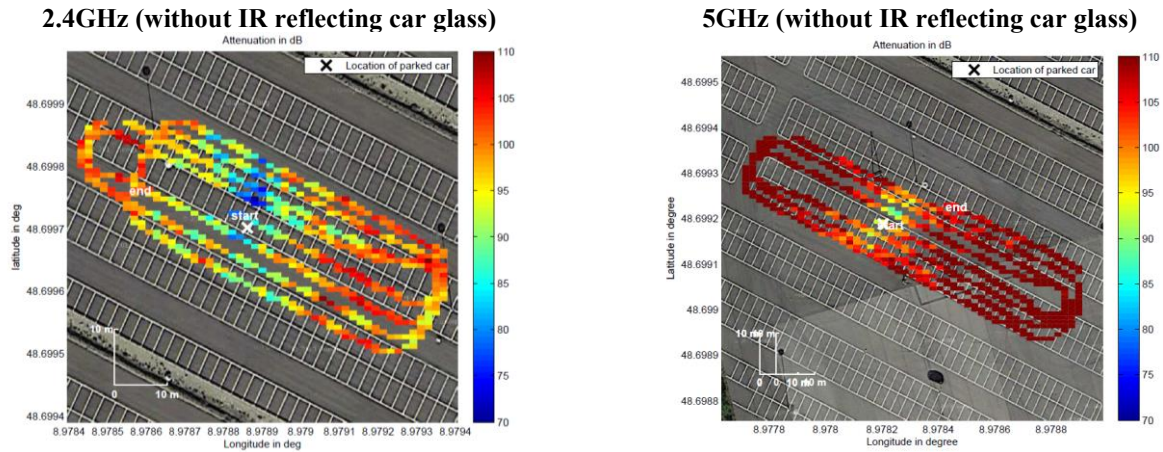 2.4GHz (without IR reflecting car glass)
Attenuation in dB
Location of parked car
latitude in deg
48.6999
48.6998
48.6997
48.6996
48.6995
48.6994
end
start
10 m
0
10 m
8.9784 8.9785 8.9786 8.9787 8.9788 8.9789 8.979 8.9791 8.9792 8.9793 8.9794
Longitude in deg
110
105
100
95
90
85
80
75
70
5GHz (without IR reflecting car glass)
Attenuation in dB
Location of parked car
Latitude in degree
48.6995
48.6994
48.6993
48.6992
48.6991
48.699
48.6989
48.6988
end
start
10 m
0 0 10 m
8.9778 8.978 8.9782 8.9784 8.9786 8.9788
Longitude in degree
110
105
100
95
90
85
80
75
70